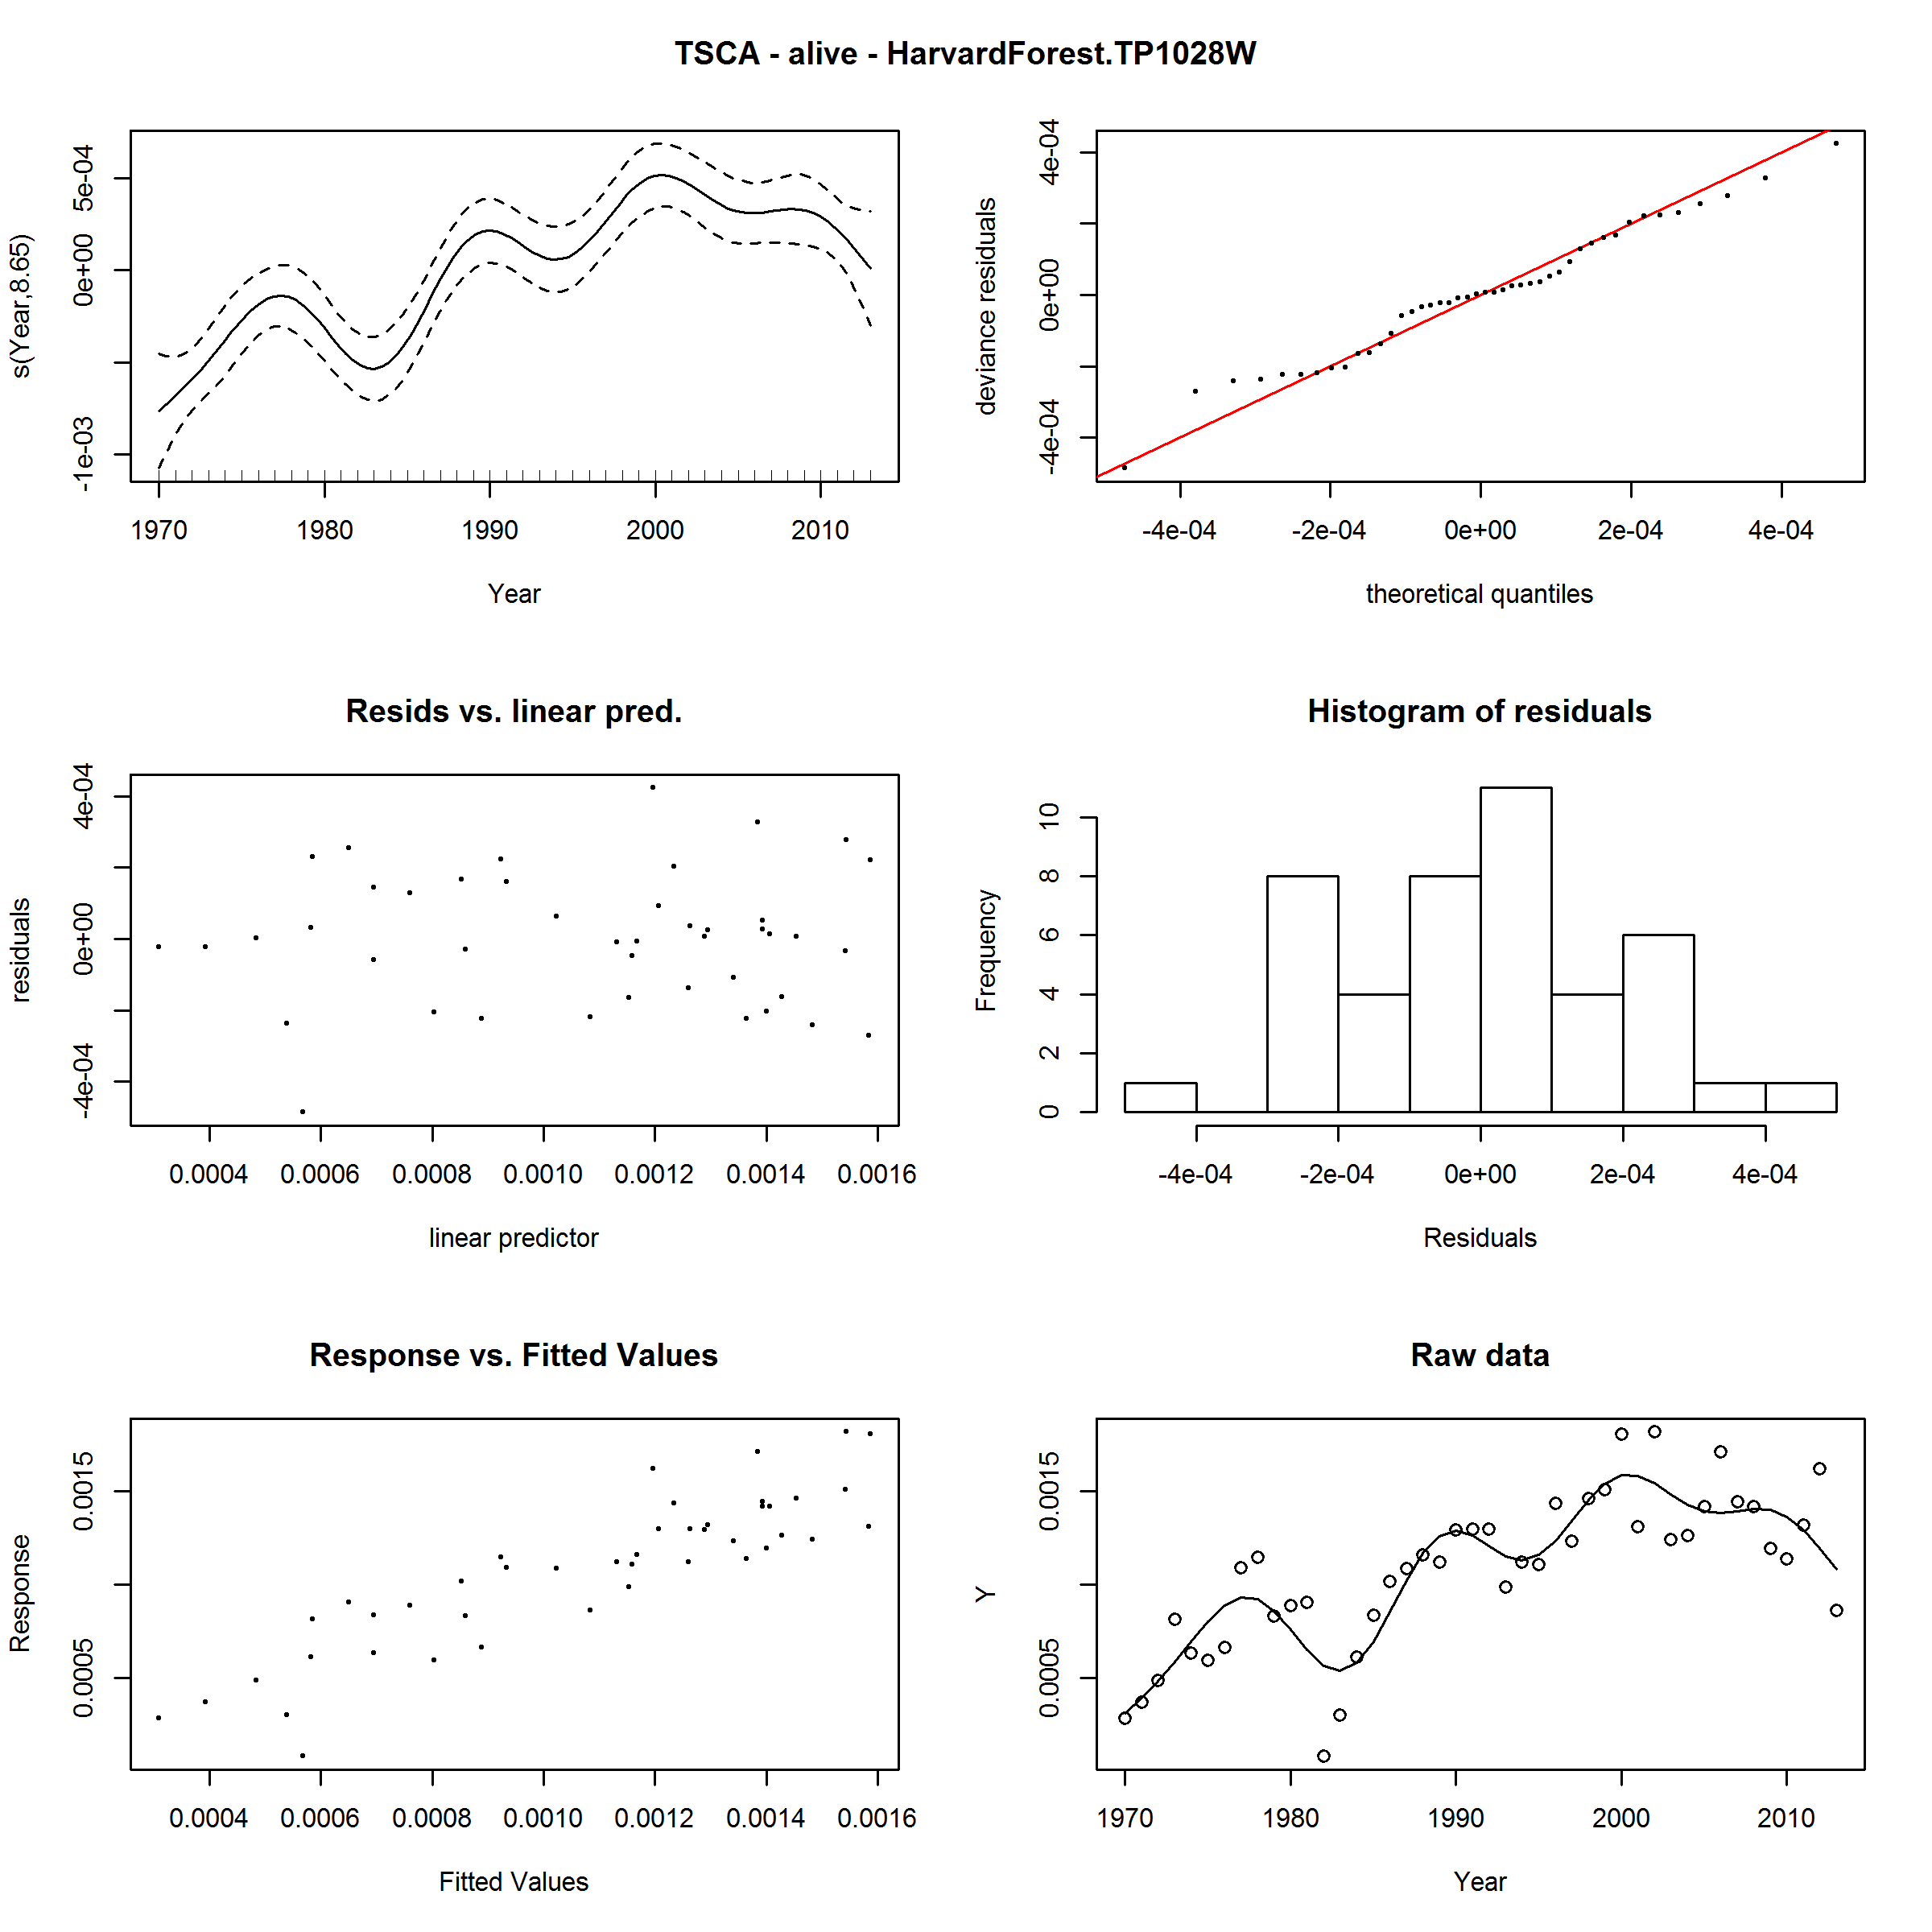 TSCA - alive - HarvardForest.TP1028W
s(Year,8.65)
5e-04
0e+00
-1e-03
1970 1980 1990 2000 2010
Year
deviance residuals
4e-04
0e+00
-4e-04
-4e-04 -2e-04 0e+00 2e-04 4e-04
theoretical quantiles
Resids vs. linear pred.
residuals
4e-04
0e+00
-4e-04
0.0004 0.0006 0.0008 0.0010 0.0012 0.0014 0.0016
linear predictor
Histogram of residuals
Frequency
10
8
6
4
2
0
-4e-04 -2e-04 0e+00 2e-04 4e-04
Residuals
Response vs. Fitted Values
Response
0.0015
0.0005
0.0004 0.0006 0.0008 0.0010 0.0012 0.0014 0.0016
Fitted Values
Raw data
Y
0.0015
0.0005
1970 1980 1990 2000 2010
Year